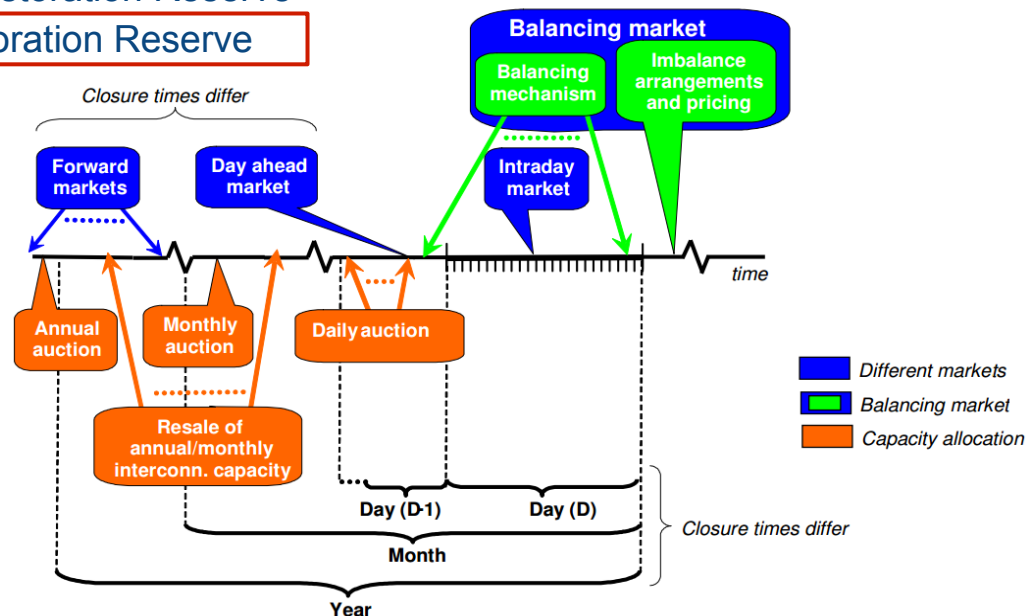 storation Reserve
oration Reserve
Balancing market
Balancing
mechanism
Imbalance
arrangements
and pricing
Closure times differ
Forward
markets
Day ahead
market
Intraday
market
time
Annual
auction
Monthly
auction
Daily auction
Resale of
annual/monthly
interconn. capacity
Different markets
Balancing market
Capacity allocation
Day (D-1)
Day (D)
Closure times differ
Month
Year